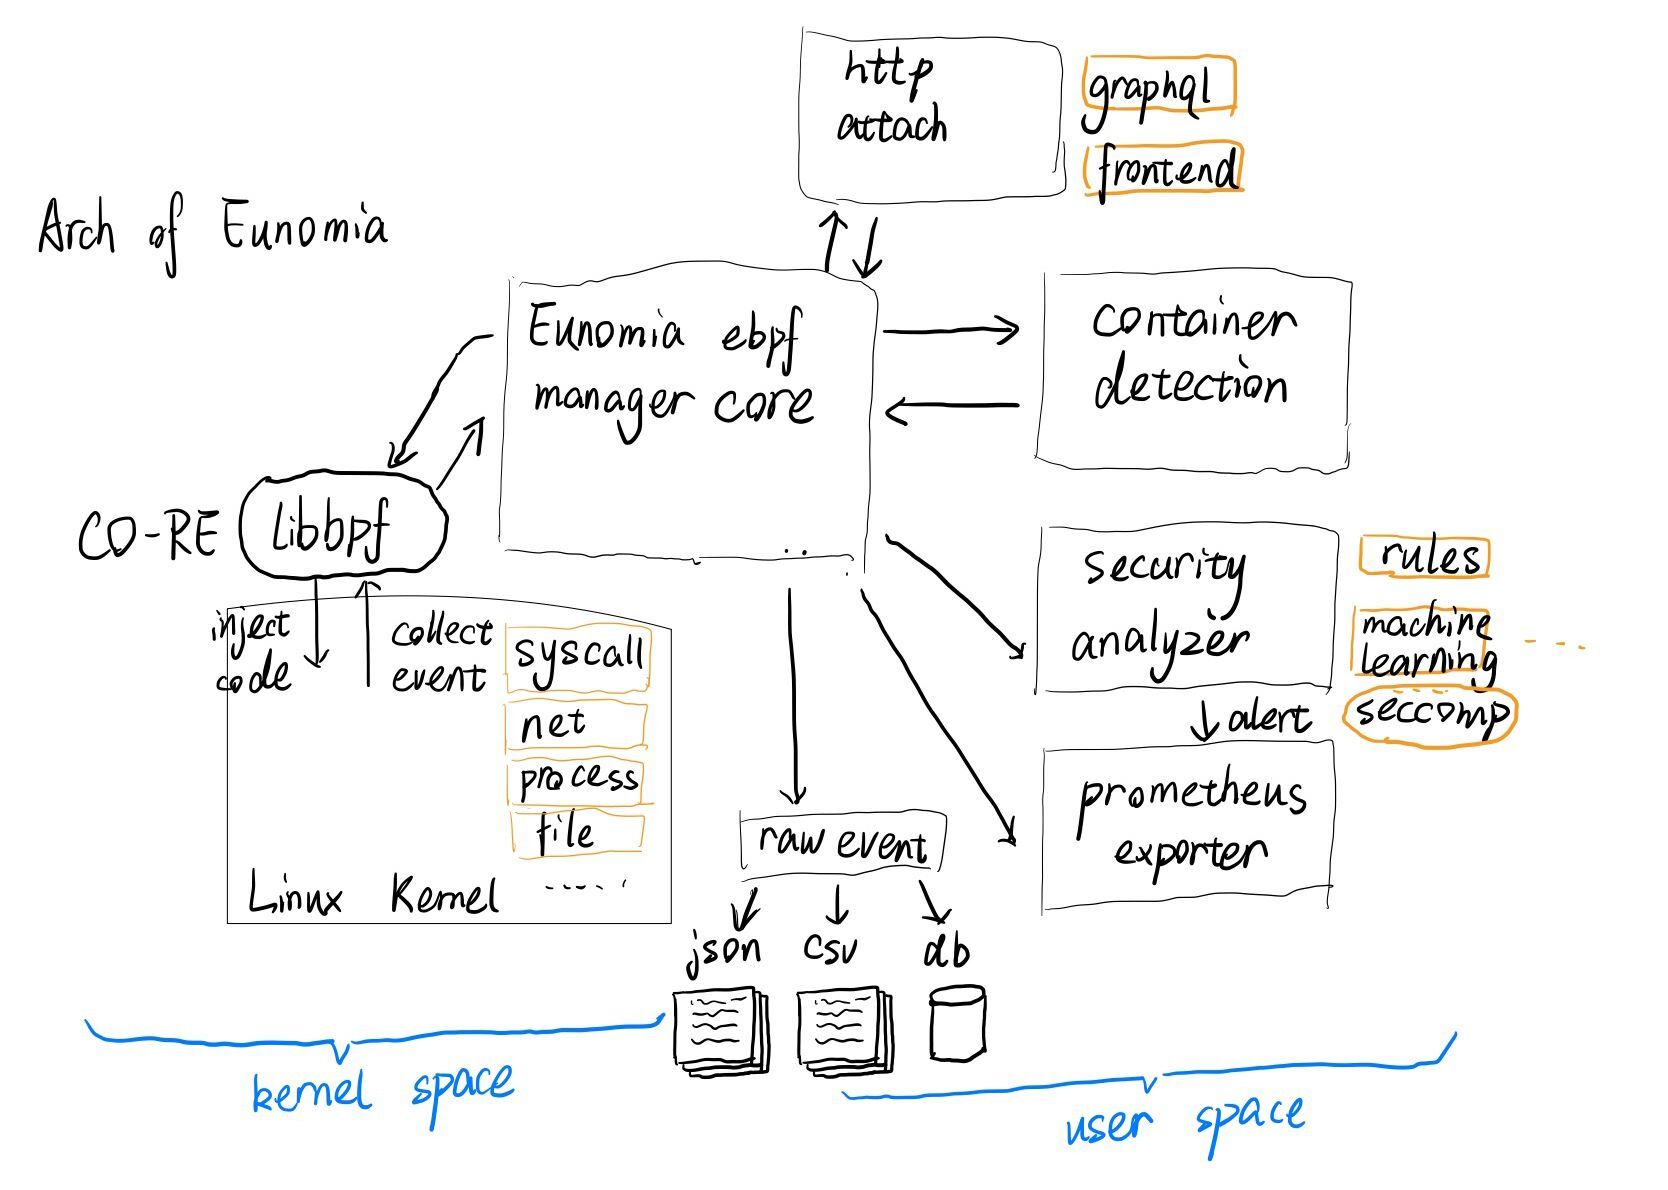 http
attach
graphql
frontend
Arch of Eunomia
Eunomia ebpf
manager core
container
detection
CO-RE
libbpf
inject
code
collect
event
syscall
net
process
file
Linux Kernel
security
analyzer
rules
machine
learning
seccomp
alert
prometheus
exporter
raw event
json
csv
db
kernel space
user space